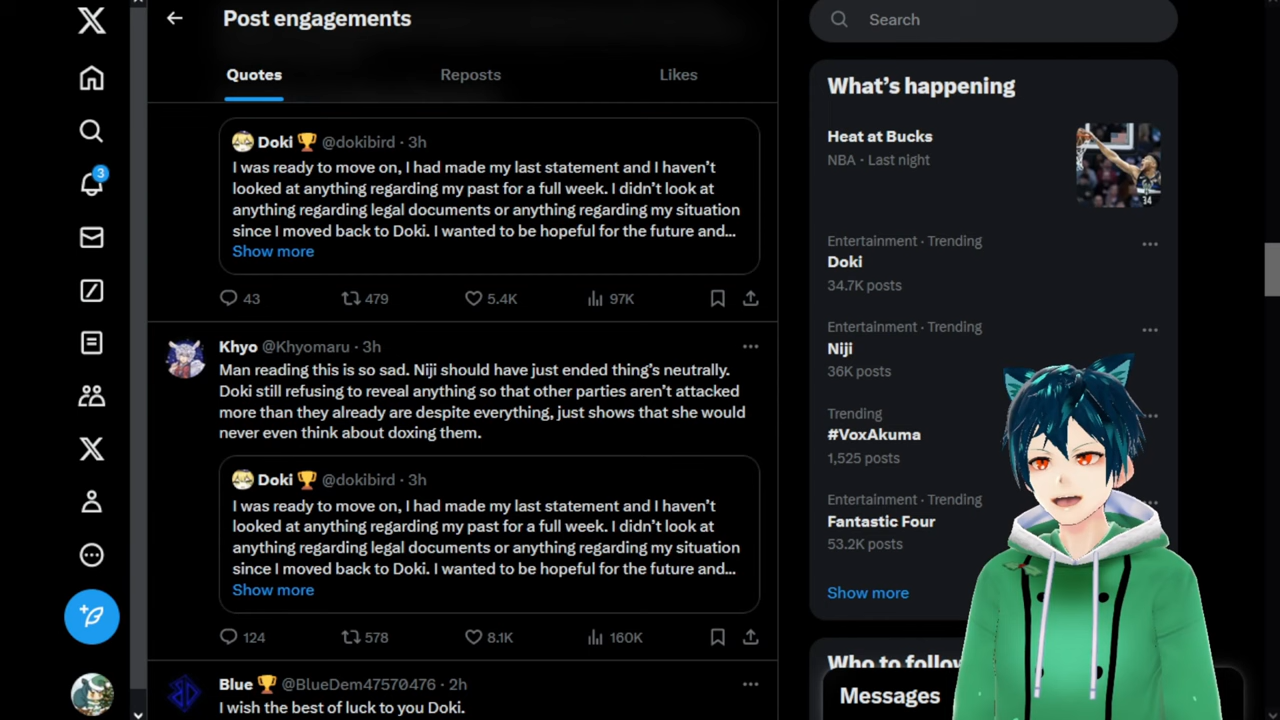 Post engagements
Quotes
Reposts
Likes
Doki 🏆 @dokibird · 3h
I was ready to move on, I had made my last statement and I haven’t
looked at anything regarding my past for a full week. I didn’t look at
anything regarding legal documents or anything regarding my situation
since I moved back to Doki. I wanted to be hopeful for the future and...
Show more
43
479
5.4K
97K
Khyo @Khyomaru · 3h
Man reading this is so sad. Niji should have just ended thing’s neutrally.
Doki still refusing to reveal anything so that other parties aren’t attacked
more than they already are despite everything, just shows that she would
never even think about doxing them.
Doki 🏆 @dokibird · 3h
I was ready to move on, I had made my last statement and I haven’t
looked at anything regarding my past for a full week. I didn’t look at
anything regarding legal documents or anything regarding my situation
since I moved back to Doki. I wanted to be hopeful for the future and...
Show more
124
578
8.1K
160K
Blue 🏆 @BlueDem47570476 · 2h
I wish the best of luck to you Doki.
3
Search
What’s happening
Heat at Bucks
NBA · Last night
34
Entertainment · Trending
Doki
34.7K posts
Entertainment · Trending
Niji
36K posts
Trending
#VoxAkuma
1,525 posts
Entertainment · Trending
Fantastic Four
53.2K posts
Show more
Who to follow
Messages